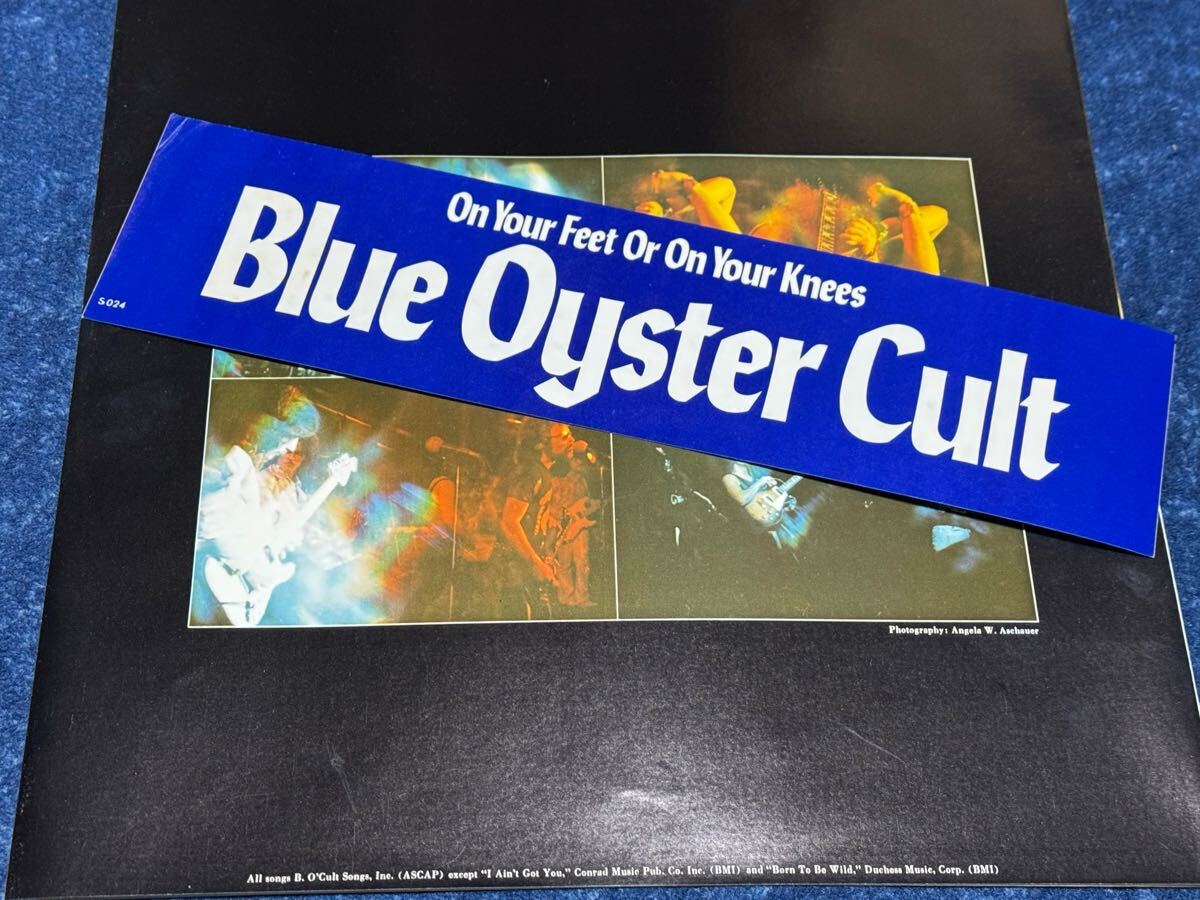 On Your Feet Or On Your Knees
Blue Oyster Cult
S024
Photography: Angela W. Aschauer
All songs B. O'Cult Songs, Inc. (ASCAP) except "I Ain't Got You," Conrad Music Pub. Co. Inc. (BMI) and "Born To Be Wild," Duchess Music, Corp. (BMI)